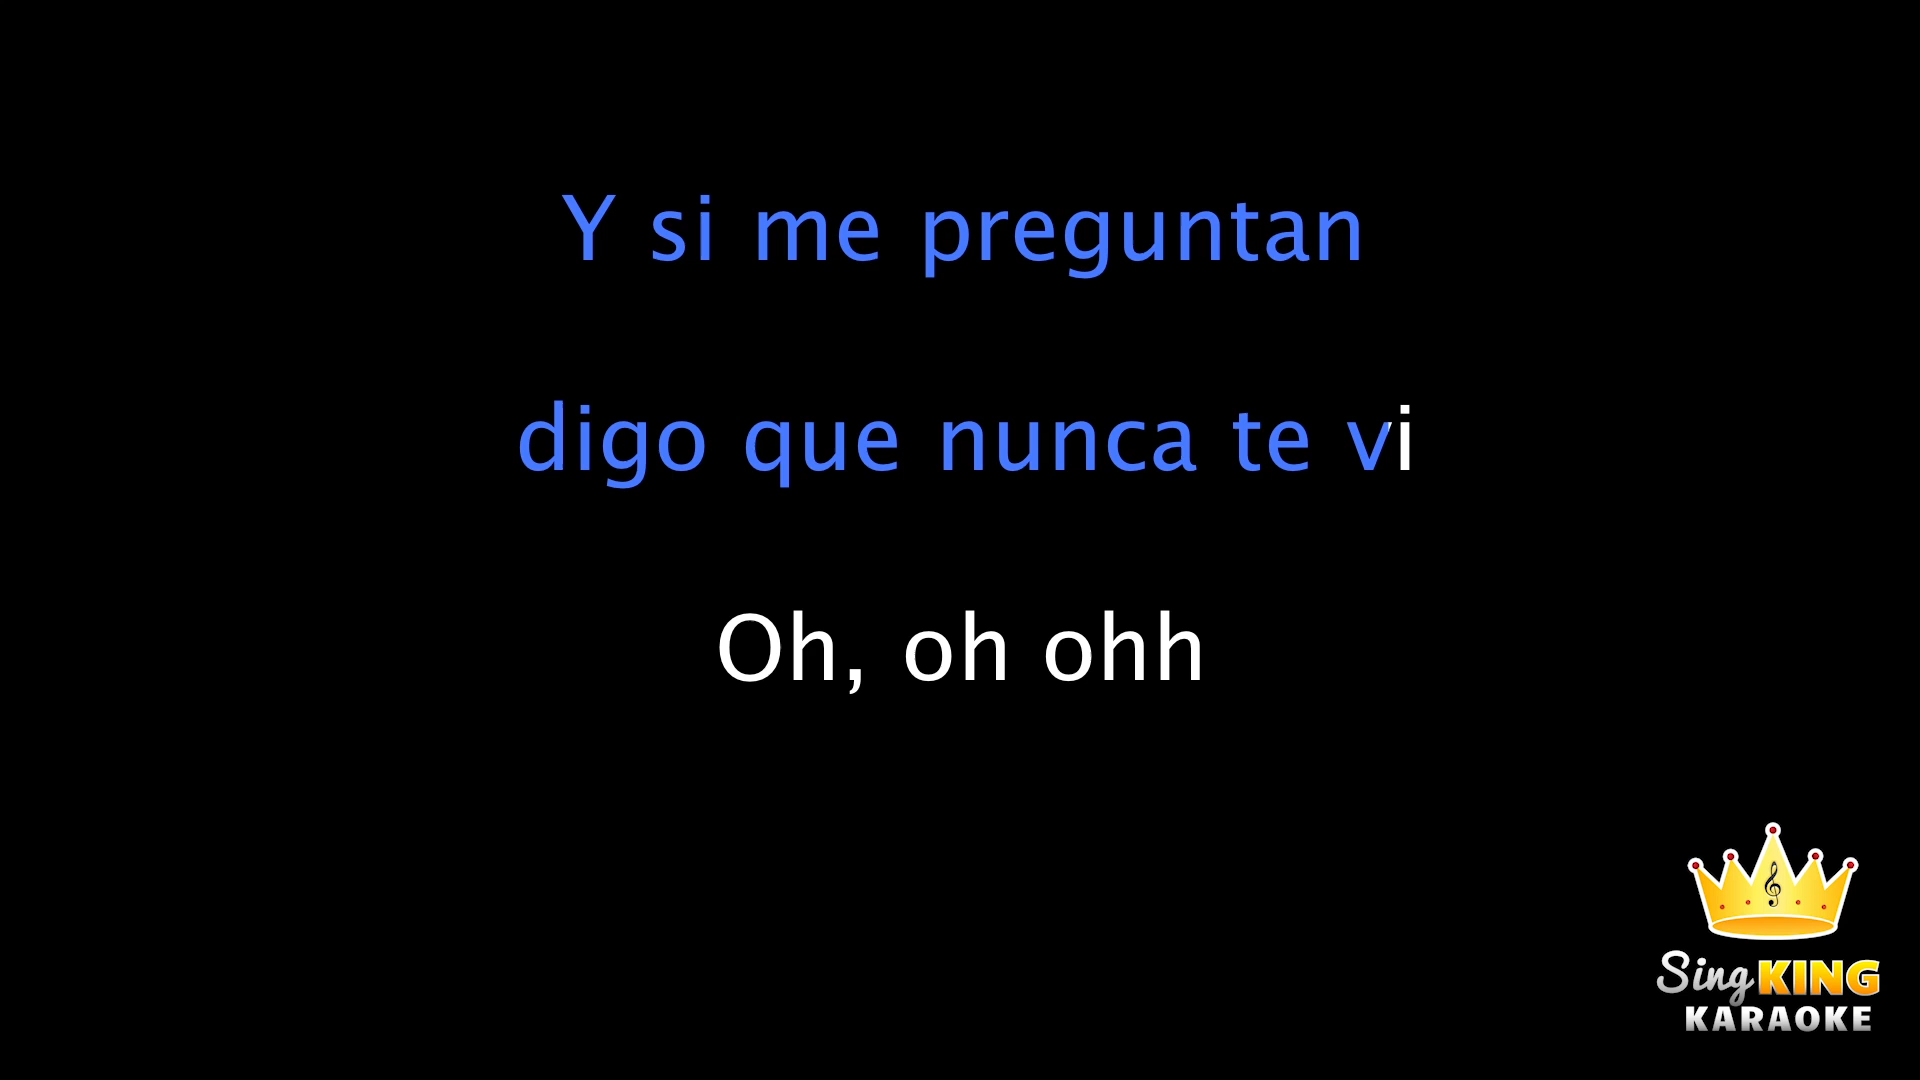 Y si me preguntan
digo que nunca te vi
Oh, oh ohh
Sing KING
KARAOKE